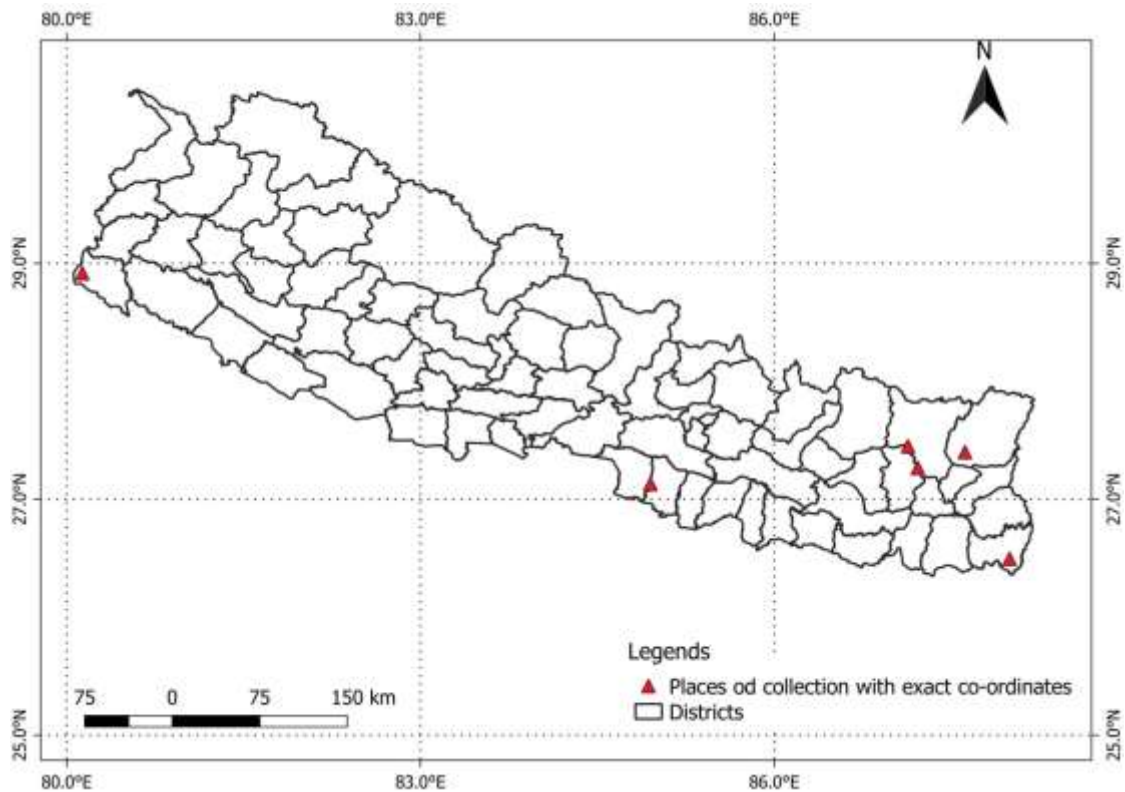 80.0°E 83.0°E 86.0°E
N
29.0°N 29.0°N
27.0°N 27.0°N
Legends
Places od collection with exact co-ordinates
75 0 75 150 km
Districts
25.0°N 25.0°N
80.0°E 83.0°E 86.0°E